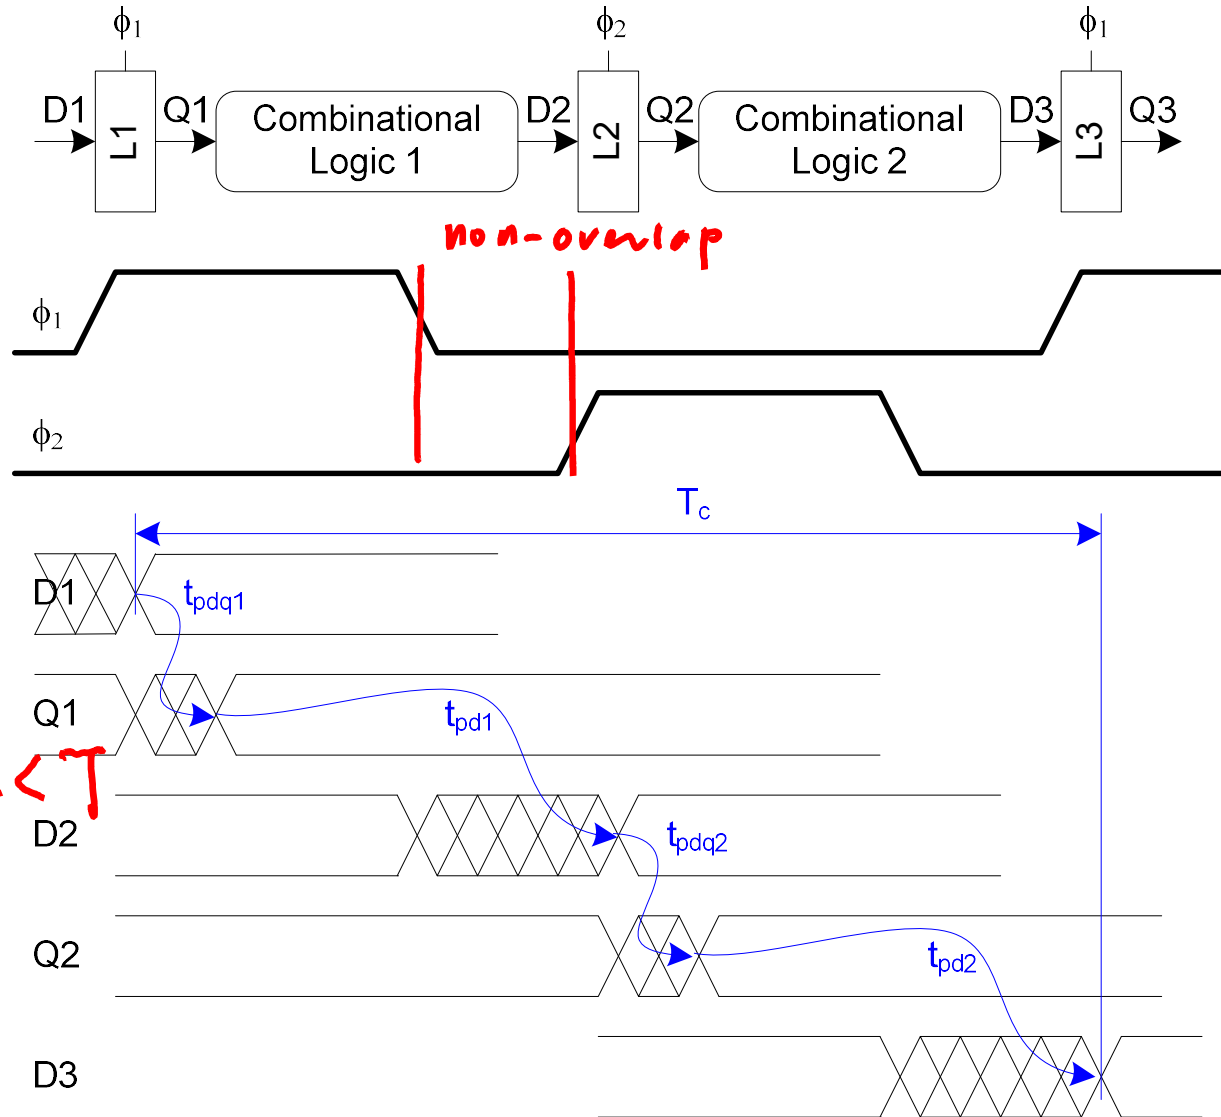 ϕ1 ϕ2 ϕ1
D1 L1 Q1 Combinational Logic 1 D2 L2 Q2 Combinational Logic 2 D3 L3 Q3
non-overlap
ϕ1
ϕ2
Tc
D1 tpdq1
Q1 tpd1
<T
D2 tpdq2
Q2 tpd2
D3